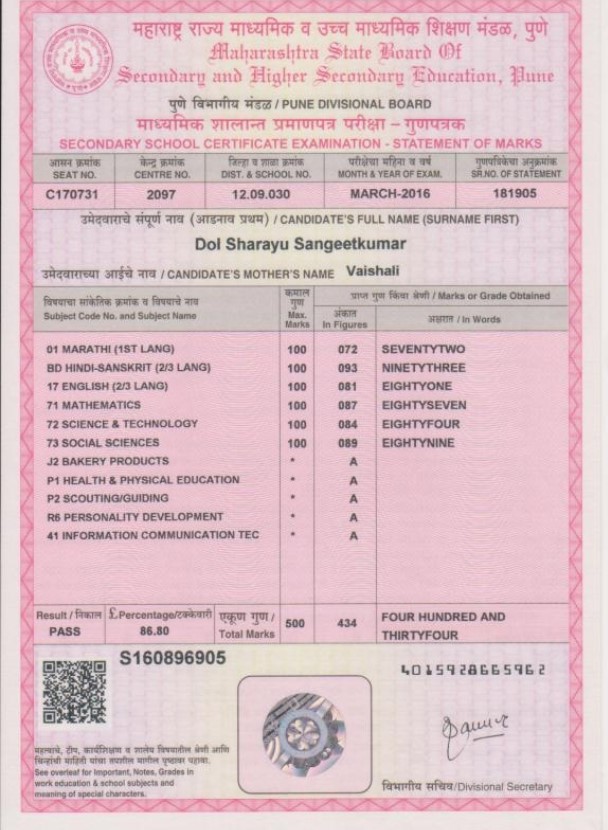 महाराष्ट्र राज्य माध्यमिक व उच्च माध्यमिक शिक्षण मंडळ, पुणे
Maharashtra State Board Of
Secondary and Higher Secondary Education, Pune
पुणे विभागीय मंडळ / PUNE DIVISIONAL BOARD
माध्यमिक शालान्त प्रमाणपत्र परीक्षा – गुणपत्रक
SECONDARY SCHOOL CERTIFICATE EXAMINATION - STATEMENT OF MARKS
आसन क्रमांक केन्द्र क्रमांक जिल्हा व शाळा क्रमांक परीक्षेचा महिना व वर्ष गुणपत्रिकेचा अनुक्रमांक
SEAT NO. CENTRE NO. DIST. & SCHOOL NO. MONTH & YEAR OF EXAM. SR.NO. OF STATEMENT
C170731 2097 12.09.030 MARCH-2016 181905
उमेदवाराचे संपूर्ण नाव (आडनाव प्रथम) / CANDIDATE'S FULL NAME (SURNAME FIRST)
Dol Sharayu Sangeetkumar
उमेदवाराच्या आईचे नाव / CANDIDATE'S MOTHER'S NAME Vaishali
विषयाचा सांकेतिक क्रमांक व विषयाचे नाव
Subject Code No. and Subject Name
कमाल
गुण
Max.
Marks
प्राप्त गुण किंवा श्रेणी / Marks or Grade Obtained
अंकात
In Figures
अक्षरात / In Words
01 MARATHI (1ST LANG) 100 072 SEVENTYTWO
BD HINDI-SANSKRIT (2/3 LANG) 100 093 NINETYTHREE
17 ENGLISH (2/3 LANG) 100 081 EIGHTYONE
71 MATHEMATICS 100 087 EIGHTYSEVEN
72 SCIENCE & TECHNOLOGY 100 084 EIGHTYFOUR
73 SOCIAL SCIENCES 100 089 EIGHTYNINE
J2 BAKERY PRODUCTS * A
P1 HEALTH & PHYSICAL EDUCATION * A
P2 SCOUTING/GUIDING * A
R6 PERSONALITY DEVELOPMENT * A
41 INFORMATION COMMUNICATION TEC * A
Result / निकाल £Percentage/टक्केवारी एकूण गुण / 500 434 FOUR HUNDRED AND
PASS 86.80 Total Marks THIRTYFOUR
S160896905
4015928665962
महत्वाचे, टीप, कार्यशिक्षण व शालेय विषयातील श्रेणी आणि
चिन्हांची माहिती यांचा तपशील मागील पृष्ठावर पहावा.
See overleaf for Important, Notes, Grades in
work education & school subjects and
meaning of special characters.
विभागीय सचिव/Divisional Secretary